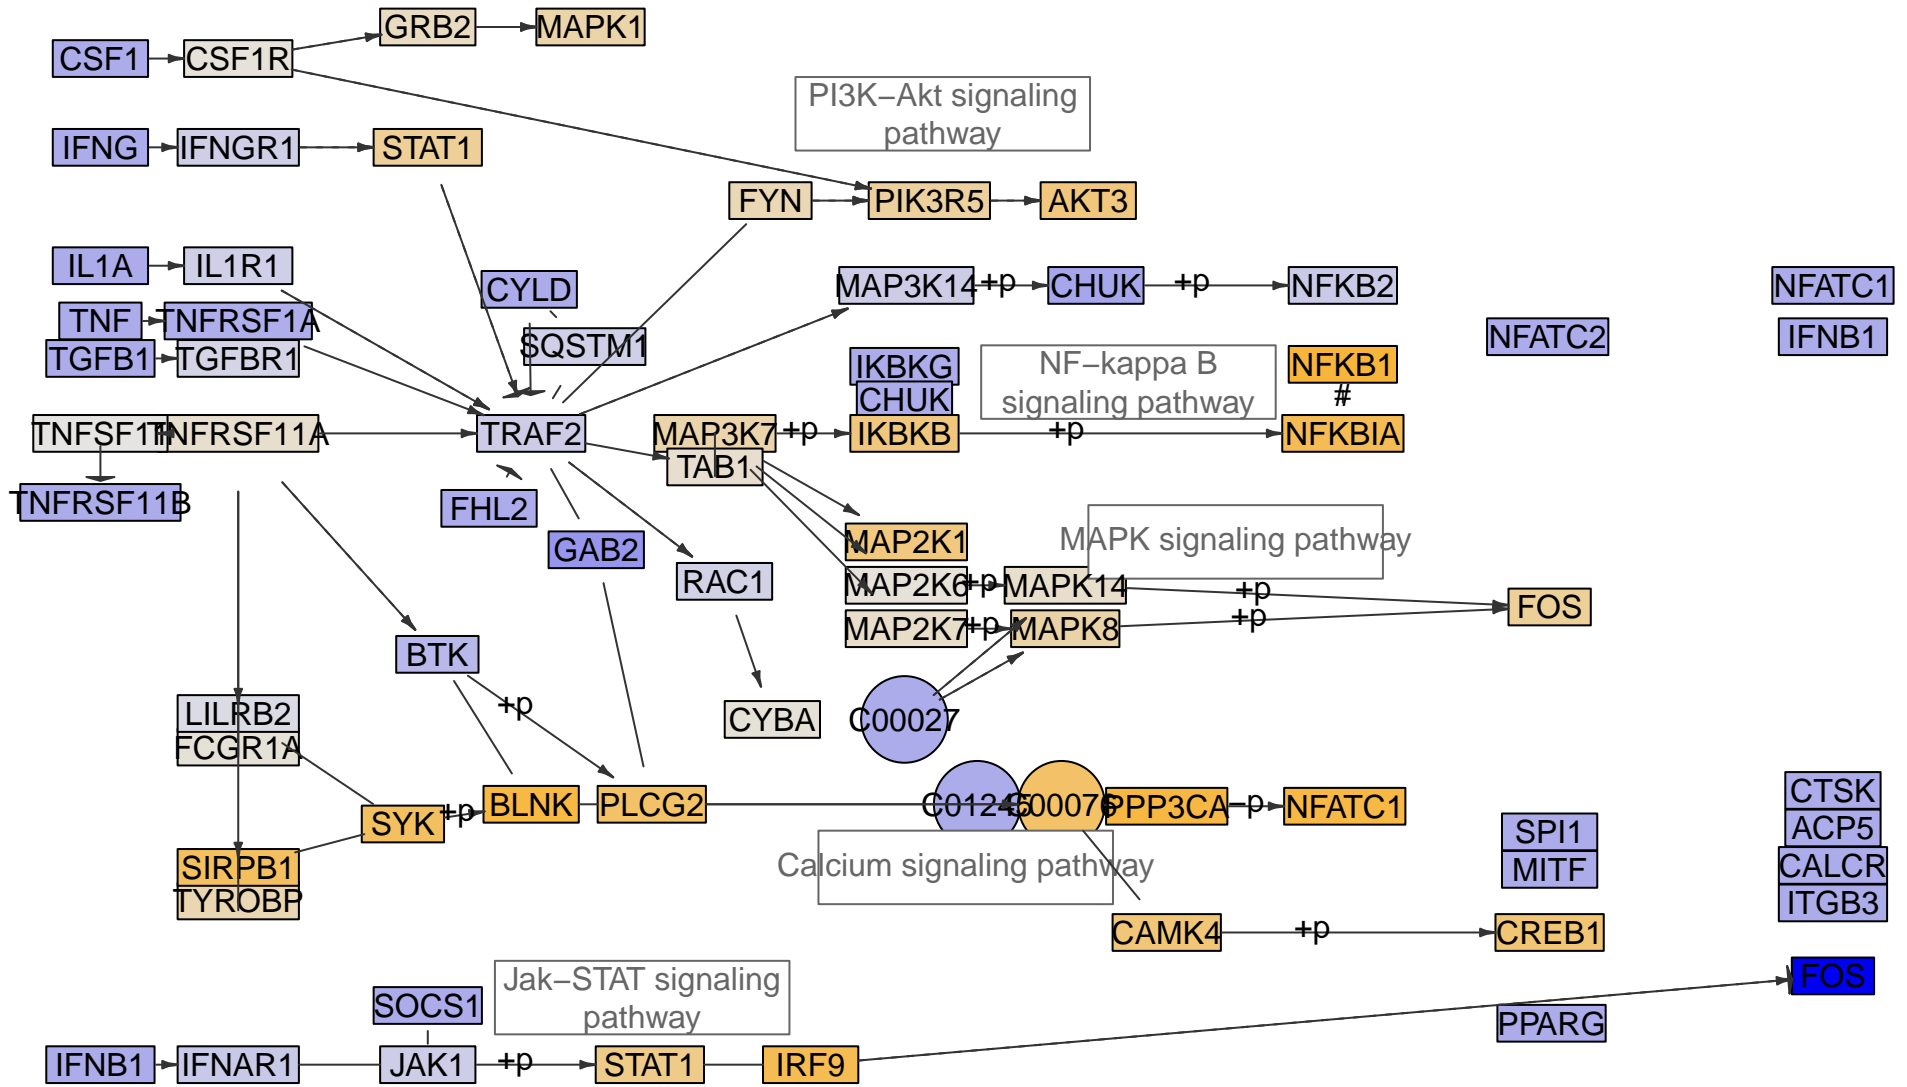 GRB2
MAPK1
CSF1
CSF1R
PI3K−Akt signaling
pathway
IFNG
IFNGR1
STAT1
FYN
PIK3R5
AKT3
IL1A
IL1R1
CYLD
MAP3K14
+p
CHUK
+p
NFKB2
NFATC1
TNF
TNFRSF1A
SQSTM1
NFATC2
IFNB1
TGFB1
TGFBR1
IKBKG
NF−kappa B
signaling pathway
NFKB1
#
CHUK
TNFRSF11A
TRAF2
MAP3K7
+p
IKBKB
+p
NFKBIA
TAB1
TNFRSF11B
FHL2
GAB2
MAP2K1
MAPK signaling pathway
RAC1
MAP2K6
+p
MAPK14
+p
FOS
MAP2K7
+p
MAPK8
+p
BTK
+p
LILRB2
FCGR1A
CYBA
C00027
SYK
+p
BLNK
PLCG2
C00076
PPP3CA
−p
NFATC1
CTSK
SPI1
ACP5
SIRPB1
TYROBP
Calcium signaling pathway
MITF
CALCR
ITGB3
CAMK4
+p
CREB1
Jak−STAT signaling
pathway
FOS
SOCS1
PPARG
IFNB1
IFNAR1
JAK1
+p
STAT1
IRF9